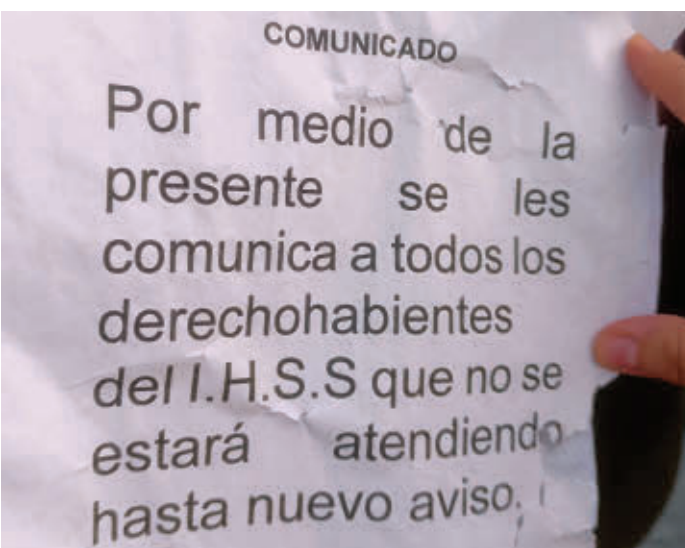 COMUNICADO
Por medio de la
presente se les
comunica a todos los
derechohabientes
del I.H.S.S que no se
estará atendiendo
hasta nuevo aviso.